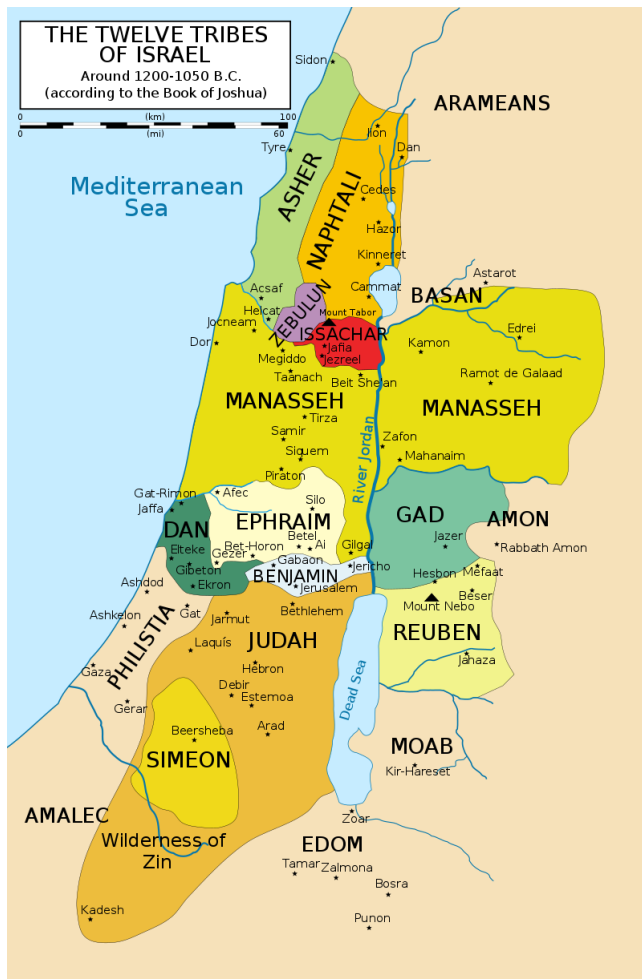 THE TWELVE TRIBES
OF ISRAEL
Around 1200-1050 B.C.
(according to the Book of Joshua)
0 (km) 100
0 (mi) 60
Sidon
ARAMEANS
Ilon
Tyre
Dan
Mediterranean
Sea
ASHER
NAPHTALI
Cedes
Hazor
Kinneret
Astarot
Acsaf
Cammat
BASAN
Helcat
ZEBULUN
Mount Tabor
Jocneam
ISSACHAR
Edrei
Dor
Jafia
Kamon
Megiddo
Jezreel
Taanach
Beit Shelan
Ramot de Galaad
MANASSEH
MANASSEH
Tirza
River Jordan
Samir
Zafon
Siquem
Mahanaim
Piraton
Gat-Rimon
Afec
Jaffa
Silo
GAD
AMON
DAN
EPHRAIM
Betel
Jazer
Elteke
Bet-Horon
Ai
Rabbath Amon
Gezer
Gabaon
Gilgal
Gibeton
BENJAMIN
Jericho
Mefaat
Ekron
Jerusalem
Hesbon
Ashdod
Beser
Mount Nebo
Gat
Bethlehem
Ashkelon
Jarmut
PHILISTIA
JUDAH
REUBEN
Laquís
Jahaza
Gaza
Hebron
Dead Sea
Debir
Estemoa
Gerar
Beersheba
Arad
MOAB
SIMEON
Kir-Hareset
AMALEC
Zoar
Wilderness of
Zin
EDOM
Tamar
Zalmona
Bosra
Kadesh
Punon